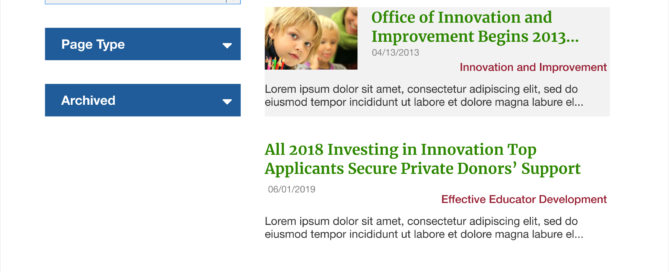 Page Type
Archived
Office of Innovation and
Improvement Begins 2013...
04/13/2013
Innovation and Improvement
Lorem ipsum dolor sit amet, consectetur adipiscing elit, sed do
eiusmod tempor incididunt ut labore et dolore magna labure el...
All 2018 Investing in Innovation Top
Applicants Secure Private Donors’ Support
06/01/2019
Effective Educator Development
Lorem ipsum dolor sit amet, consectetur adipiscing elit, sed do
eiusmod tempor incididunt ut labore et dolore magna labure el...